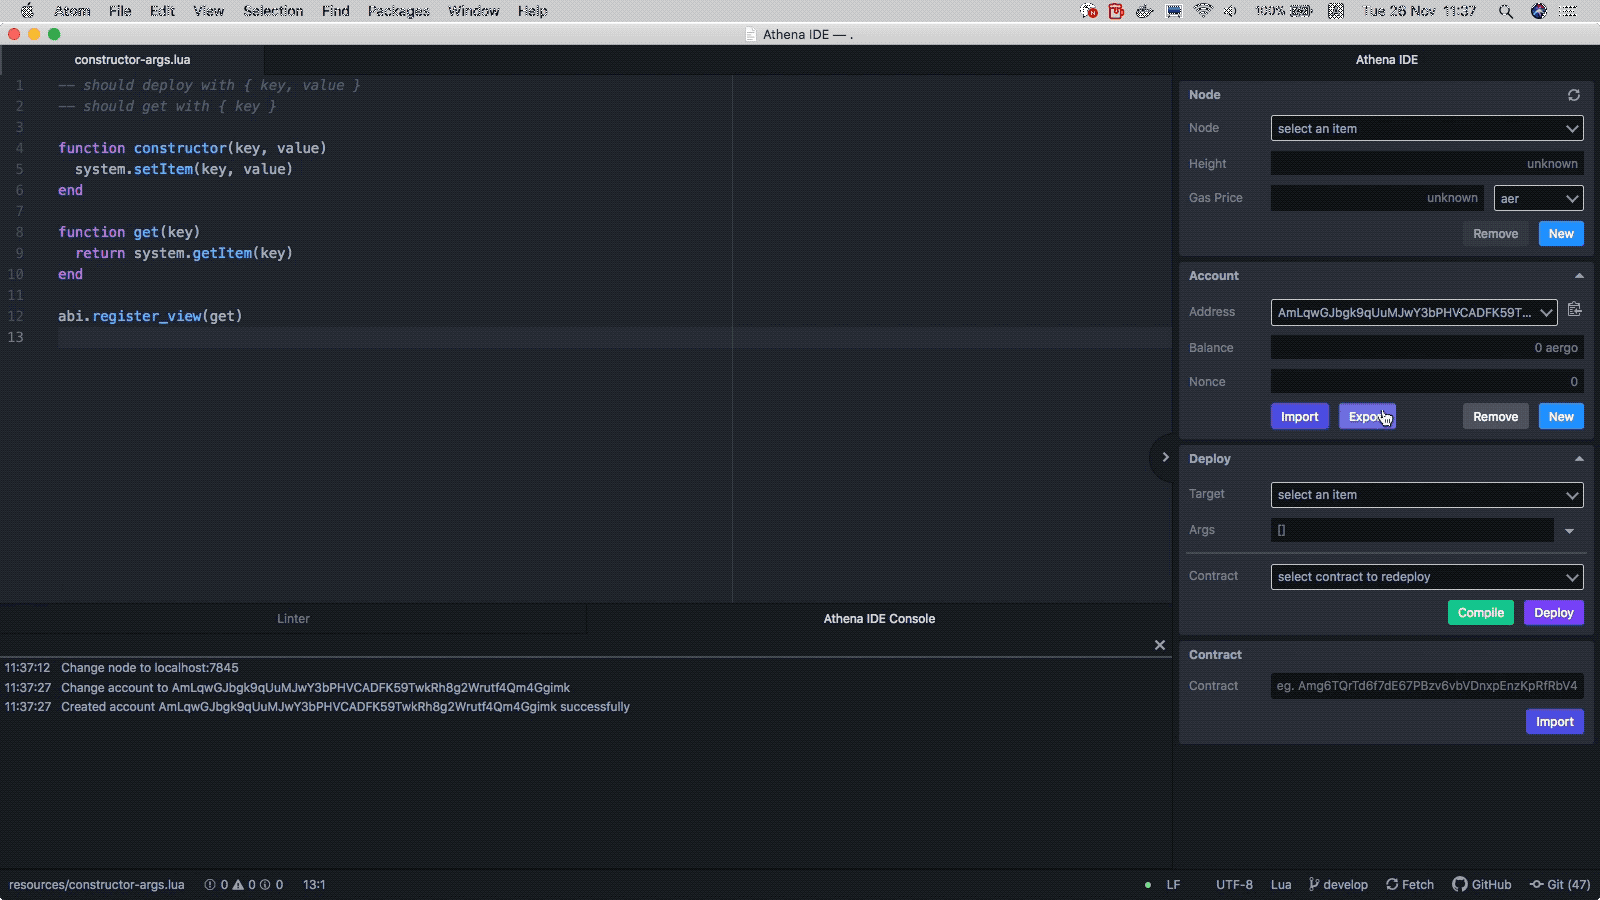 Atom File Edit View Selection Find Packages Window Help 100% Tue 26 Nov 11:37
Athena IDE — .
constructor-args.lua
1 -- should deploy with { key, value }
2 -- should get with { key }
3
4 function constructor(key, value)
5 system.setItem(key, value)
6 end
7
8 function get(key)
9 return system.getItem(key)
10 end
11
12 abi.register_view(get)
13
Linter Athena IDE Console
11:37:12 Change node to localhost:7845
11:37:27 Change account to AmLqwGJbgk9qUuMJwY3bPHVCADFK59TwkRh8g2Wrutf4Qm4Ggimk
11:37:27 Created account AmLqwGJbgk9qUuMJwY3bPHVCADFK59TwkRh8g2Wrutf4Qm4Ggimk successfully
Athena IDE
Node
Node select an item
Height unknown
Gas Price unknown aer
Remove New
Account
Address AmLqwGJbgk9qUuMJwY3bPHVCADFK59T...
Balance 0 aergo
Nonce 0
Import Export Remove New
Deploy
Target select an item
Args []
Contract select contract to redeploy
Compile Deploy
Contract
Contract eg. Amg6TQrTd6f7dE67PBzv6vbVDnxpEnzKpRfRbV4
Import
resources/constructor-args.lua 0 0 0 13:1 LF UTF-8 Lua develop Fetch GitHub Git (47)